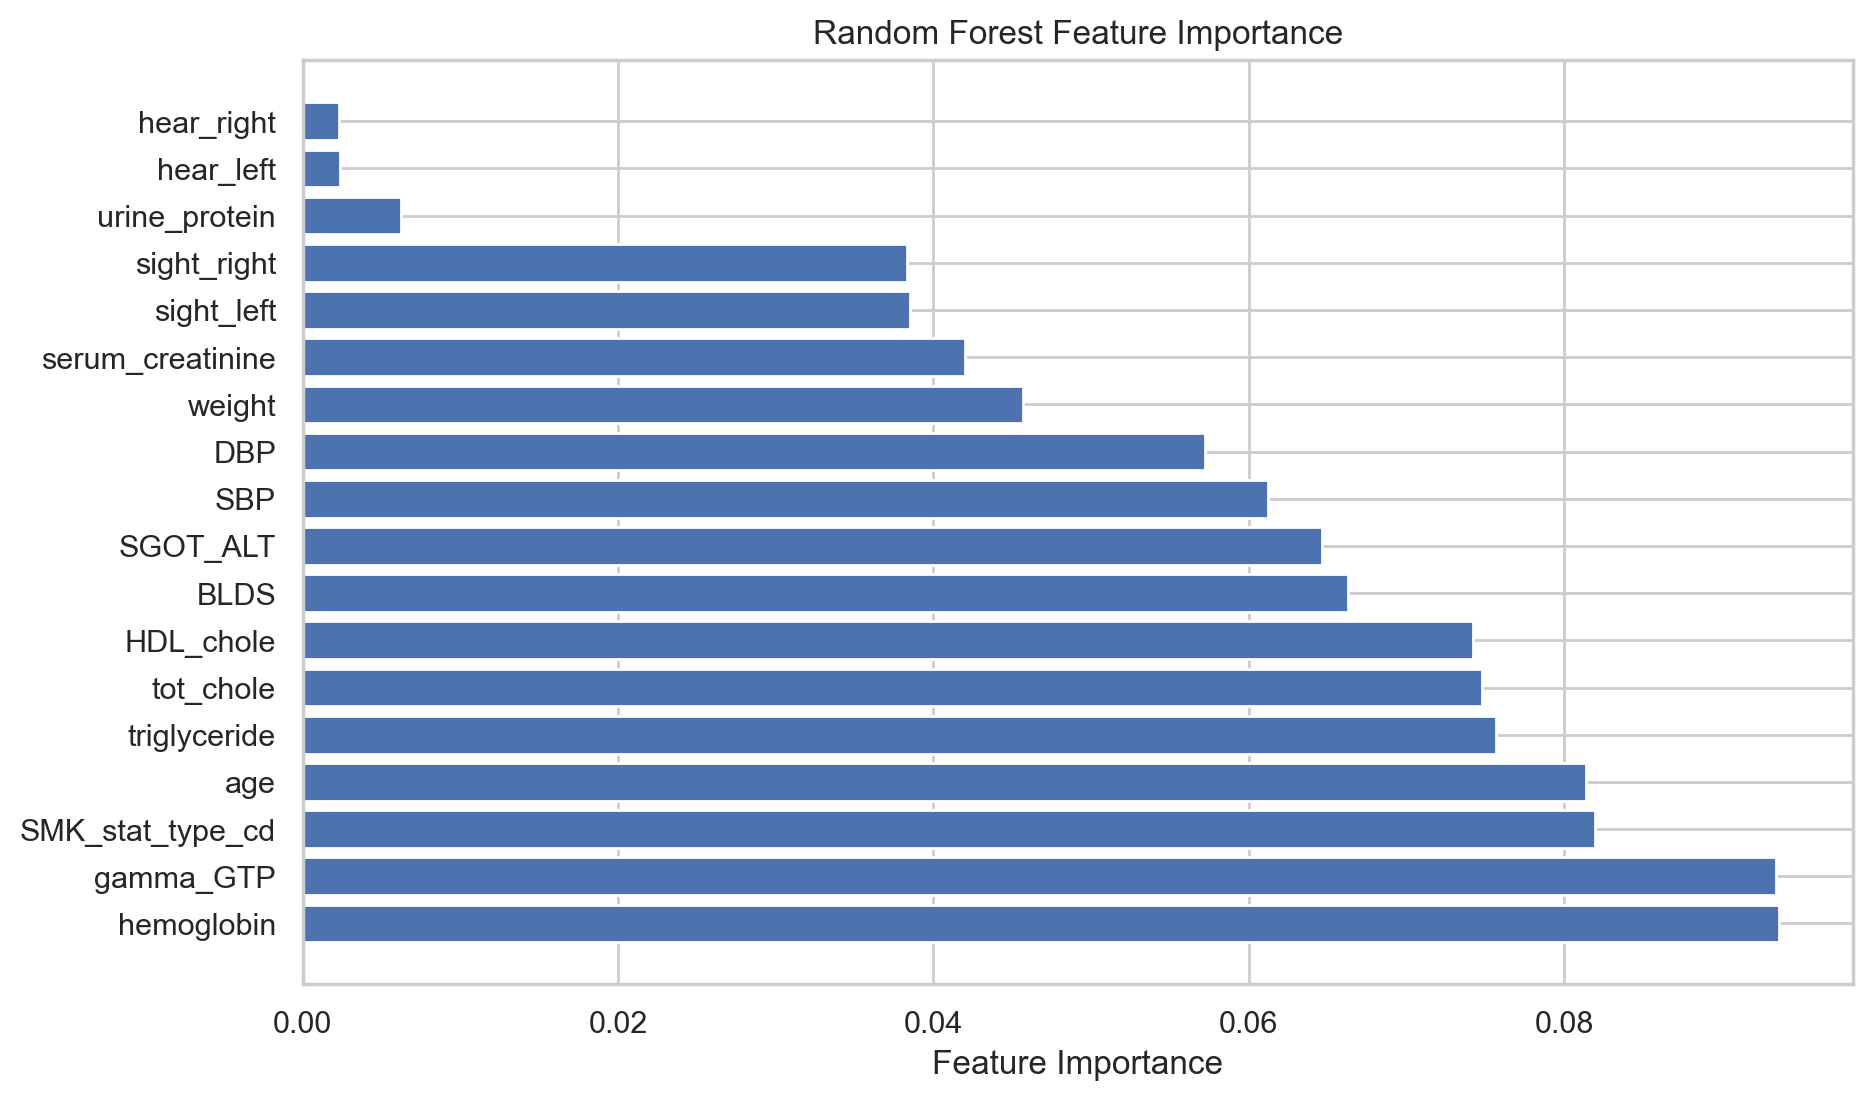 Random Forest Feature Importance
hear_right
hear_left
urine_protein
sight_right
sight_left
serum_creatinine
weight
DBP
SBP
SGOT_ALT
BLDS
HDL_chole
tot_chole
triglyceride
age
SMK_stat_type_cd
gamma_GTP
hemoglobin
0.00 0.02 0.04 0.06 0.08
Feature Importance